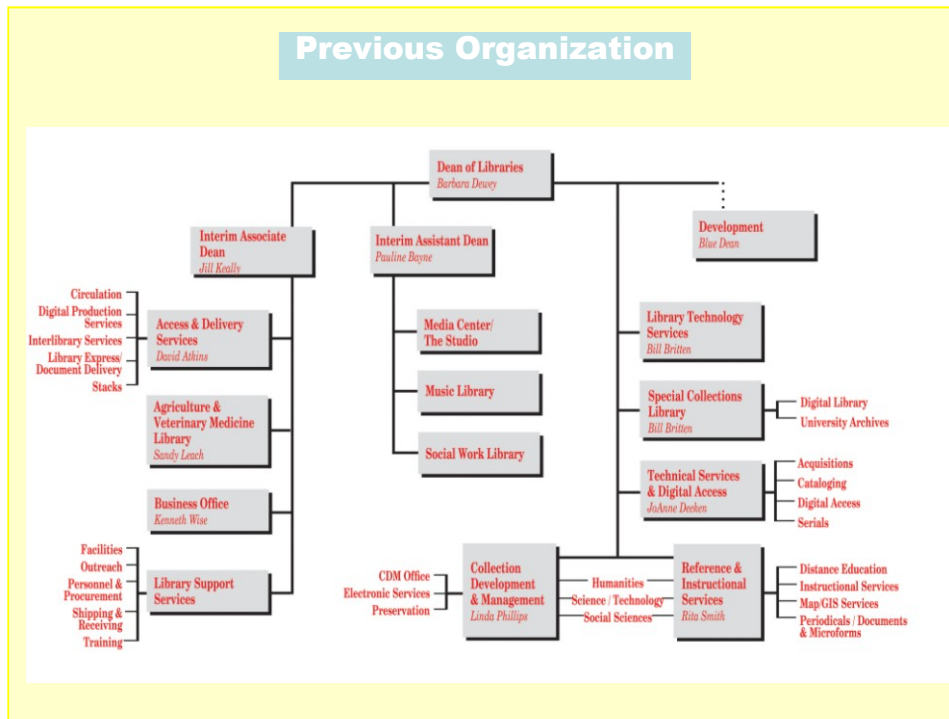 Previous Organization
Dean of Libraries
Barbara Dewey
Interim Associate
Dean
Jill Keally
Interim Assistant Dean
Pauline Bayne
Development
Blue Dean
Circulation
Digital Production
Services
Interlibrary Services
Library Express/
Document Delivery
Stacks
Access & Delivery
Services
David Atkins
Agriculture &
Veterinary Medicine
Library
Sandy Leach
Business Office
Kenneth Wise
Facilities
Outreach
Personnel &
Procurement
Shipping &
Receiving
Training
Library Support
Services
Media Center/
The Studio
Music Library
Social Work Library
Library Technology
Services
Bill Britten
Special Collections
Library
Bill Britten
Digital Library
University Archives
Technical Services
& Digital Access
JoAnne Deeken
Acquisitions
Cataloging
Digital Access
Serials
CDM Office
Electronic Services
Preservation
Collection
Development
& Management
Linda Phillips
Humanities
Science / Technology
Social Sciences
Reference &
Instructional
Services
Rita Smith
Distance Education
Instructional Services
Map/GIS Services
Periodicals / Documents
& Microforms